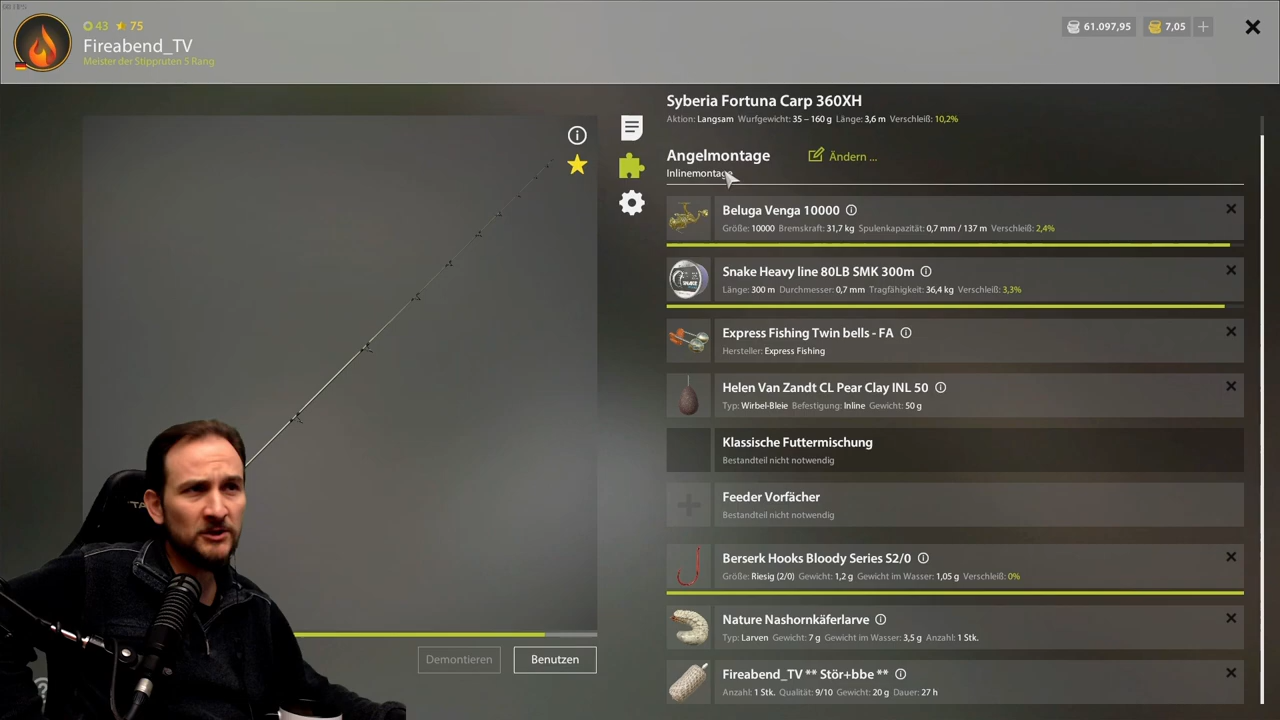 43 75
Fireabend_TV
Meister der Stippruten 5 Rang
61.097,95
7,05
Syberia Fortuna Carp 360XH
Aktion: Langsam Wurfgewicht: 35 – 160 g Länge: 3,6 m Verschleiß: 10,2%
Angelmontage
Ändern ...
Inlinemontage
Beluga Venga 10000
Größe: 10000 Bremskraft: 31,7 kg Spulenkapazität: 0,7 mm / 137 m Verschleiß: 2,4%
Snake Heavy line 80LB SMK 300m
Länge: 300 m Durchmesser: 0,7 mm Tragfähigkeit: 36,4 kg Verschleiß: 3,3%
Express Fishing Twin bells - FA
Hersteller: Express Fishing
Helen Van Zandt CL Pear Clay INL 50
Typ: Wirbel-Bleie Befestigung: Inline Gewicht: 50 g
Klassische Futtermischung
Bestandteil nicht notwendig
Feeder Vorfächer
Bestandteil nicht notwendig
Berserk Hooks Bloody Series S2/0
Größe: Riesig (2/0) Gewicht: 1,2 g Gewicht im Wasser: 1,05 g Verschleiß: 0%
Nature Nashornkäferlarve
Typ: Larven Gewicht: 7 g Gewicht im Wasser: 3,5 g Anzahl: 1 Stk.
Fireabend_TV ** Stör+bbe **
Anzahl: 1 Stk. Qualität: 9/10 Gewicht: 20 g Dauer: 27 h
Demontieren
Benutzen